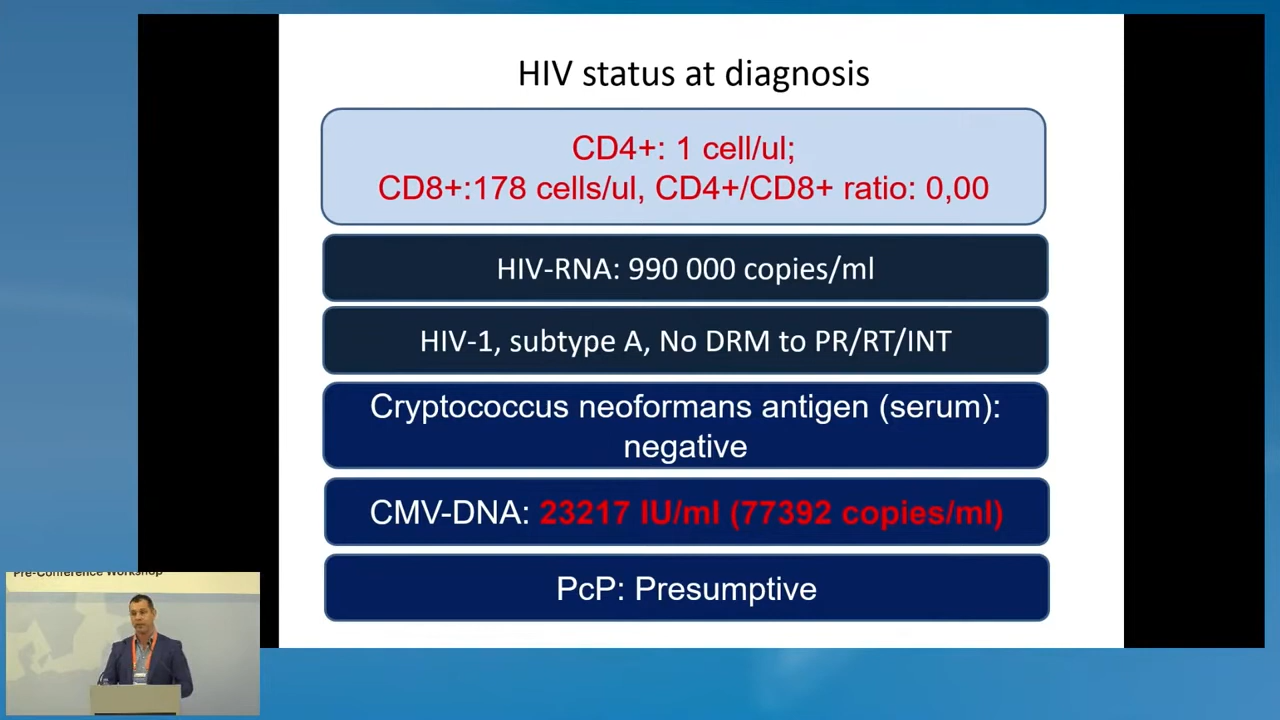 HIV status at diagnosis
CD4+: 1 cell/ul;
CD8+:178 cells/ul, CD4+/CD8+ ratio: 0,00
HIV-RNA: 990 000 copies/ml
HIV-1, subtype A, No DRM to PR/RT/INT
Cryptococcus neoformans antigen (serum):
negative
CMV-DNA: 23217 IU/ml (77392 copies/ml)
PcP: Presumptive
Pre-Conference Workshop